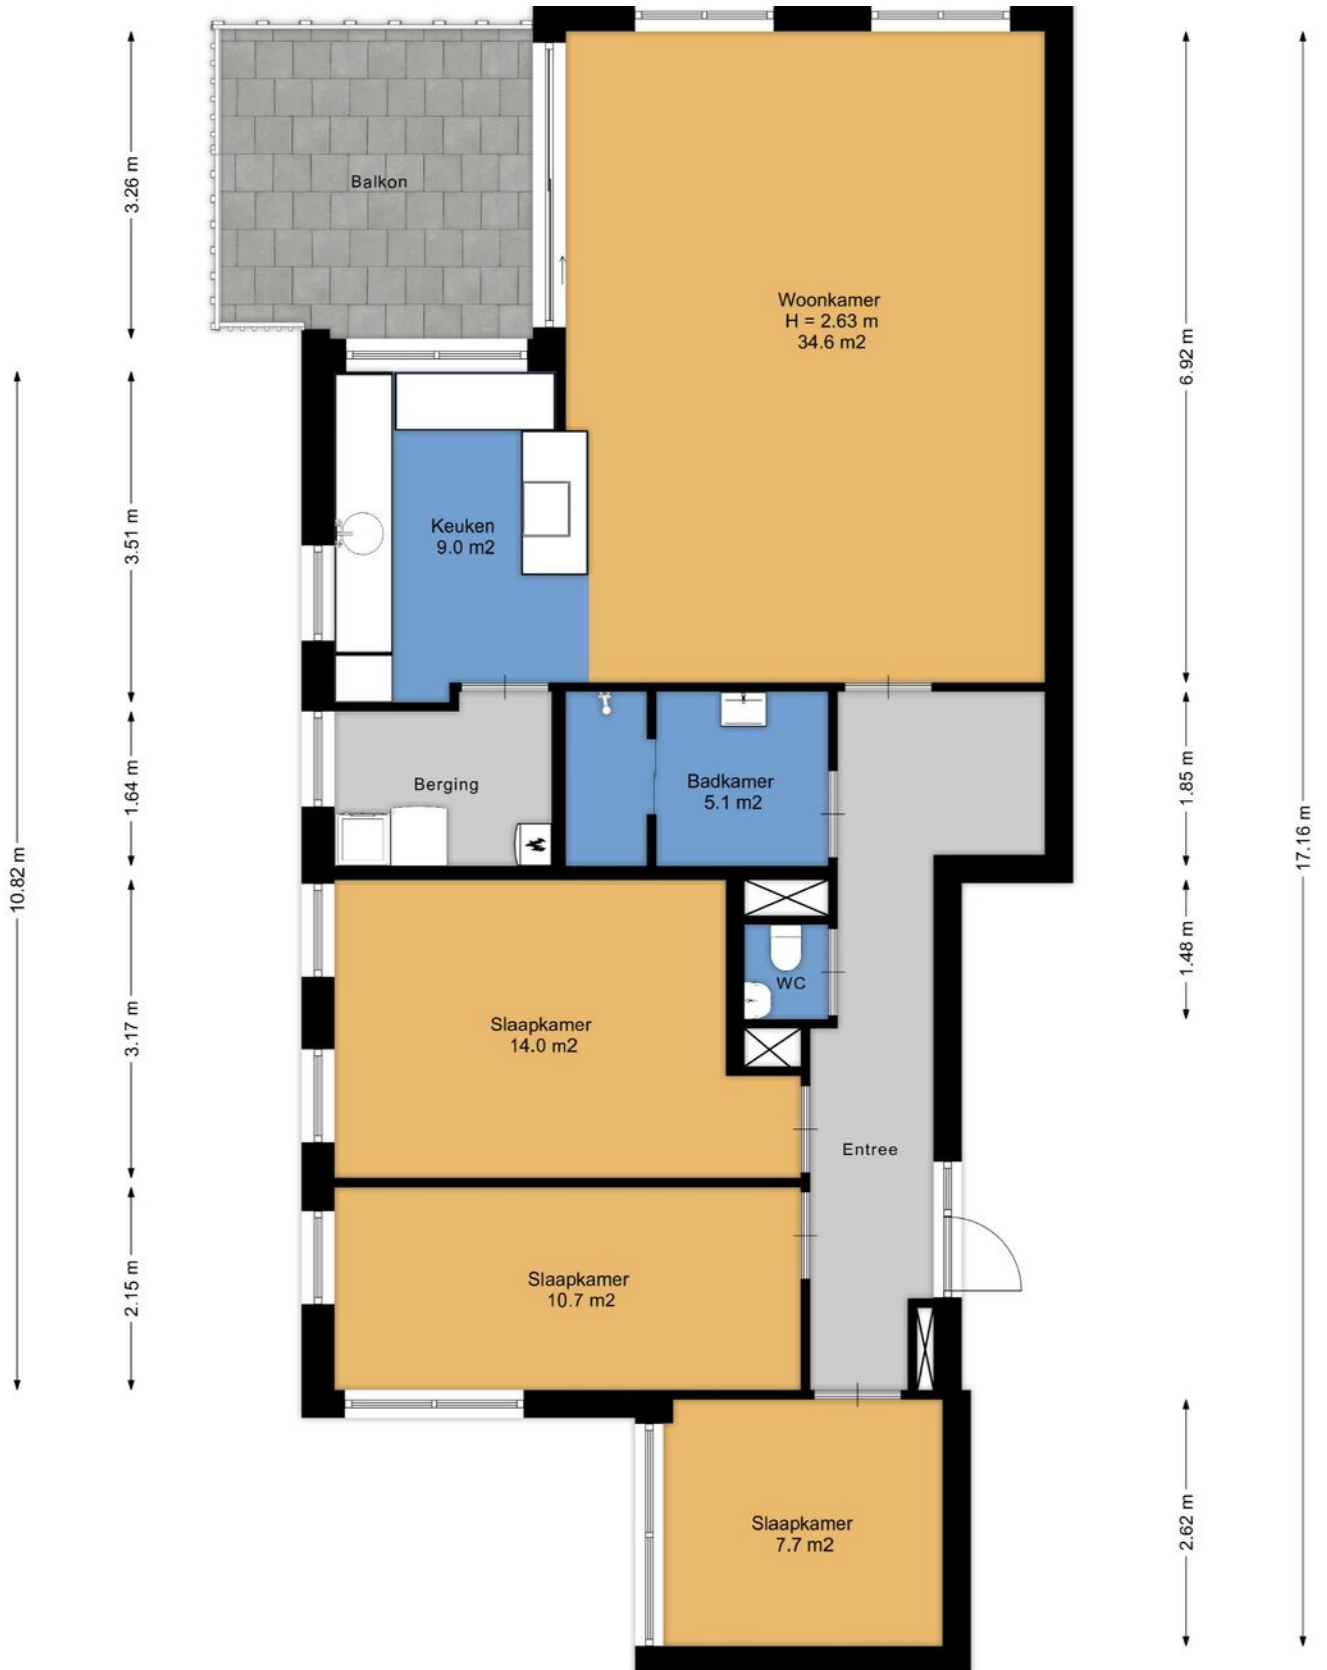 3.26 m
Balkon
Woonkamer
H = 2.63 m
34.6 m2
6.92 m
3.51 m
Keuken
9.0 m2
10.82 m
1.64 m
Berging
Badkamer
5.1 m2
1.85 m
17.16 m
3.17 m
Slaapkamer
14.0 m2
WC
1.48 m
Entree
2.15 m
Slaapkamer
10.7 m2
Slaapkamer
7.7 m2
2.62 m